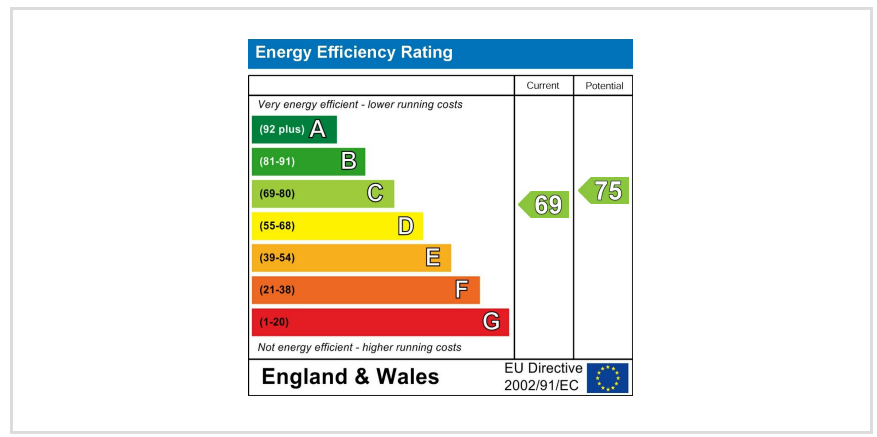 Energy Efficiency Rating
Current Potential
Very energy efficient - lower running costs
(92 plus) A
(81-91) B
(69-80) C
(55-68) D
(39-54) E
(21-38) F
(1-20) G
69
75
Not energy efficient - higher running costs
England & Wales
EU Directive
2002/91/EC